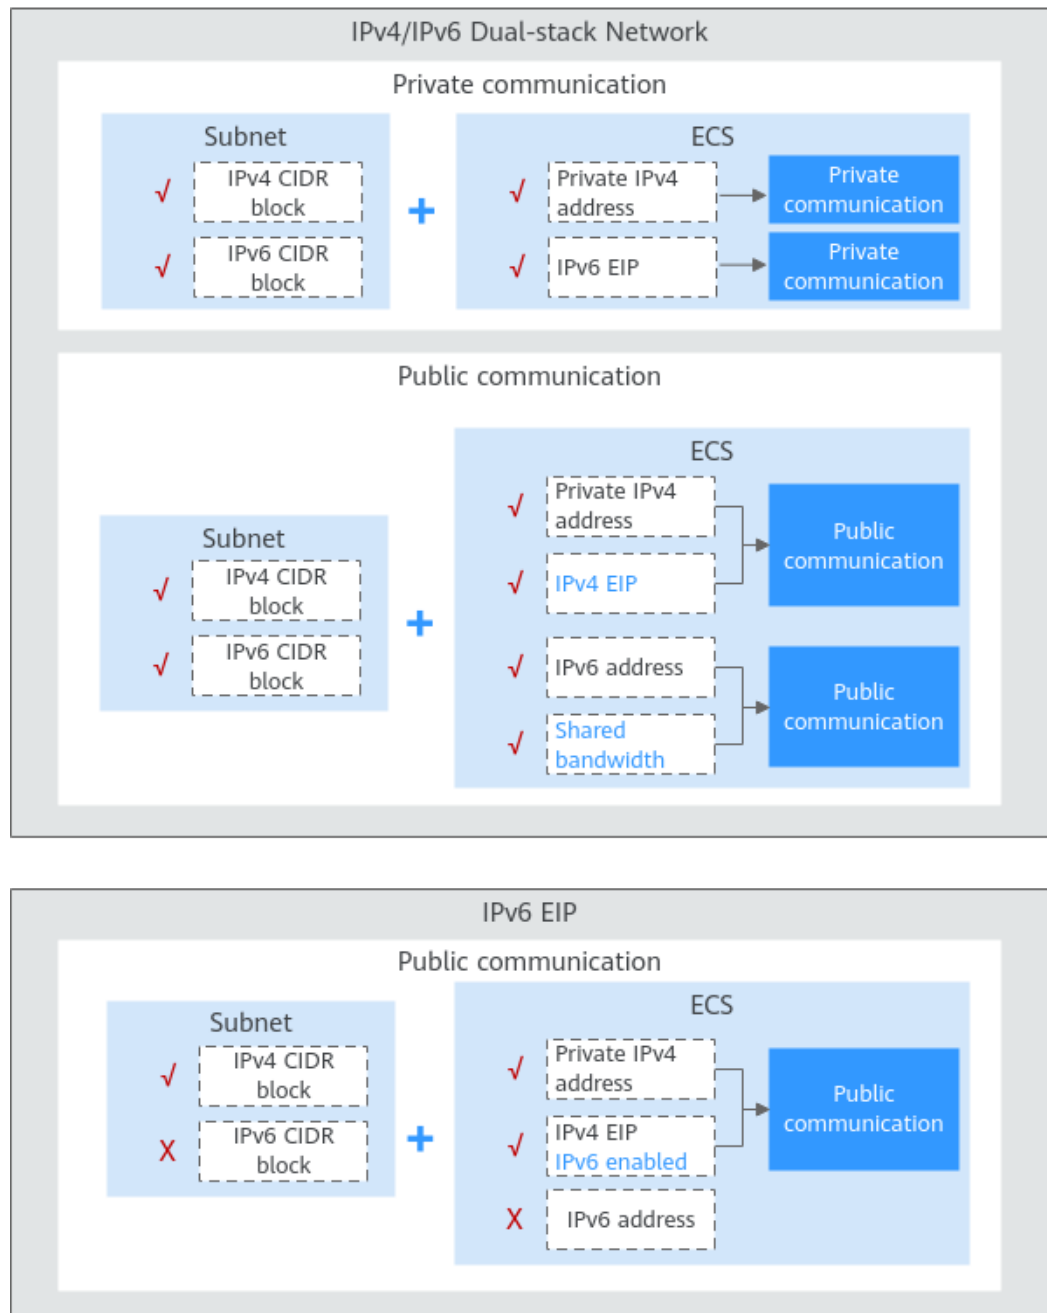 IPv4/IPv6 Dual-stack Network
Private communication
Subnet
√
IPv4 CIDR
block
√
IPv6 CIDR
block
+
ECS
√
Private IPv4
address
Private
communication
√
IPv6 EIP
Private
communication
Public communication
Subnet
√
IPv4 CIDR
block
√
IPv6 CIDR
block
+
ECS
√
Private IPv4
address
√
IPv4 EIP
Public
communication
√
IPv6 address
√
Shared
bandwidth
Public
communication
IPv6 EIP
Public communication
Subnet
√
IPv4 CIDR
block
X
IPv6 CIDR
block
+
ECS
√
Private IPv4
address
√
IPv4 EIP
IPv6 enabled
Public
communication
X
IPv6 address